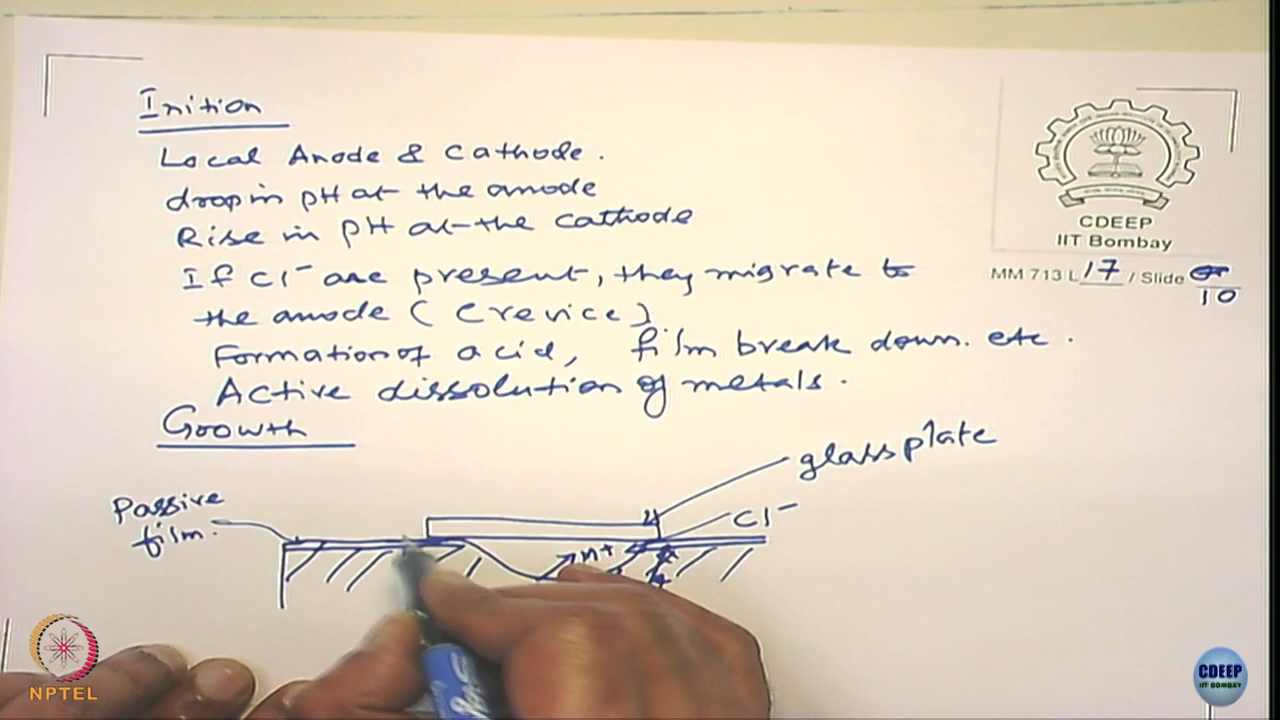 Inition
Local Anode & Cathode.
drop in pH at the anode
Rise in pH at the cathode
If Cl⁻ are present, they migrate to
the anode (Crevice)
Formation of acid, film break down. etc.
Active dissolution of metals.
Growth
glass plate
Passive
film.
Cl⁻
n+
CDEEP
IIT Bombay
MM 713 L 17 / Slide
10
NPTEL
CDEEP
IIT BOMBAY